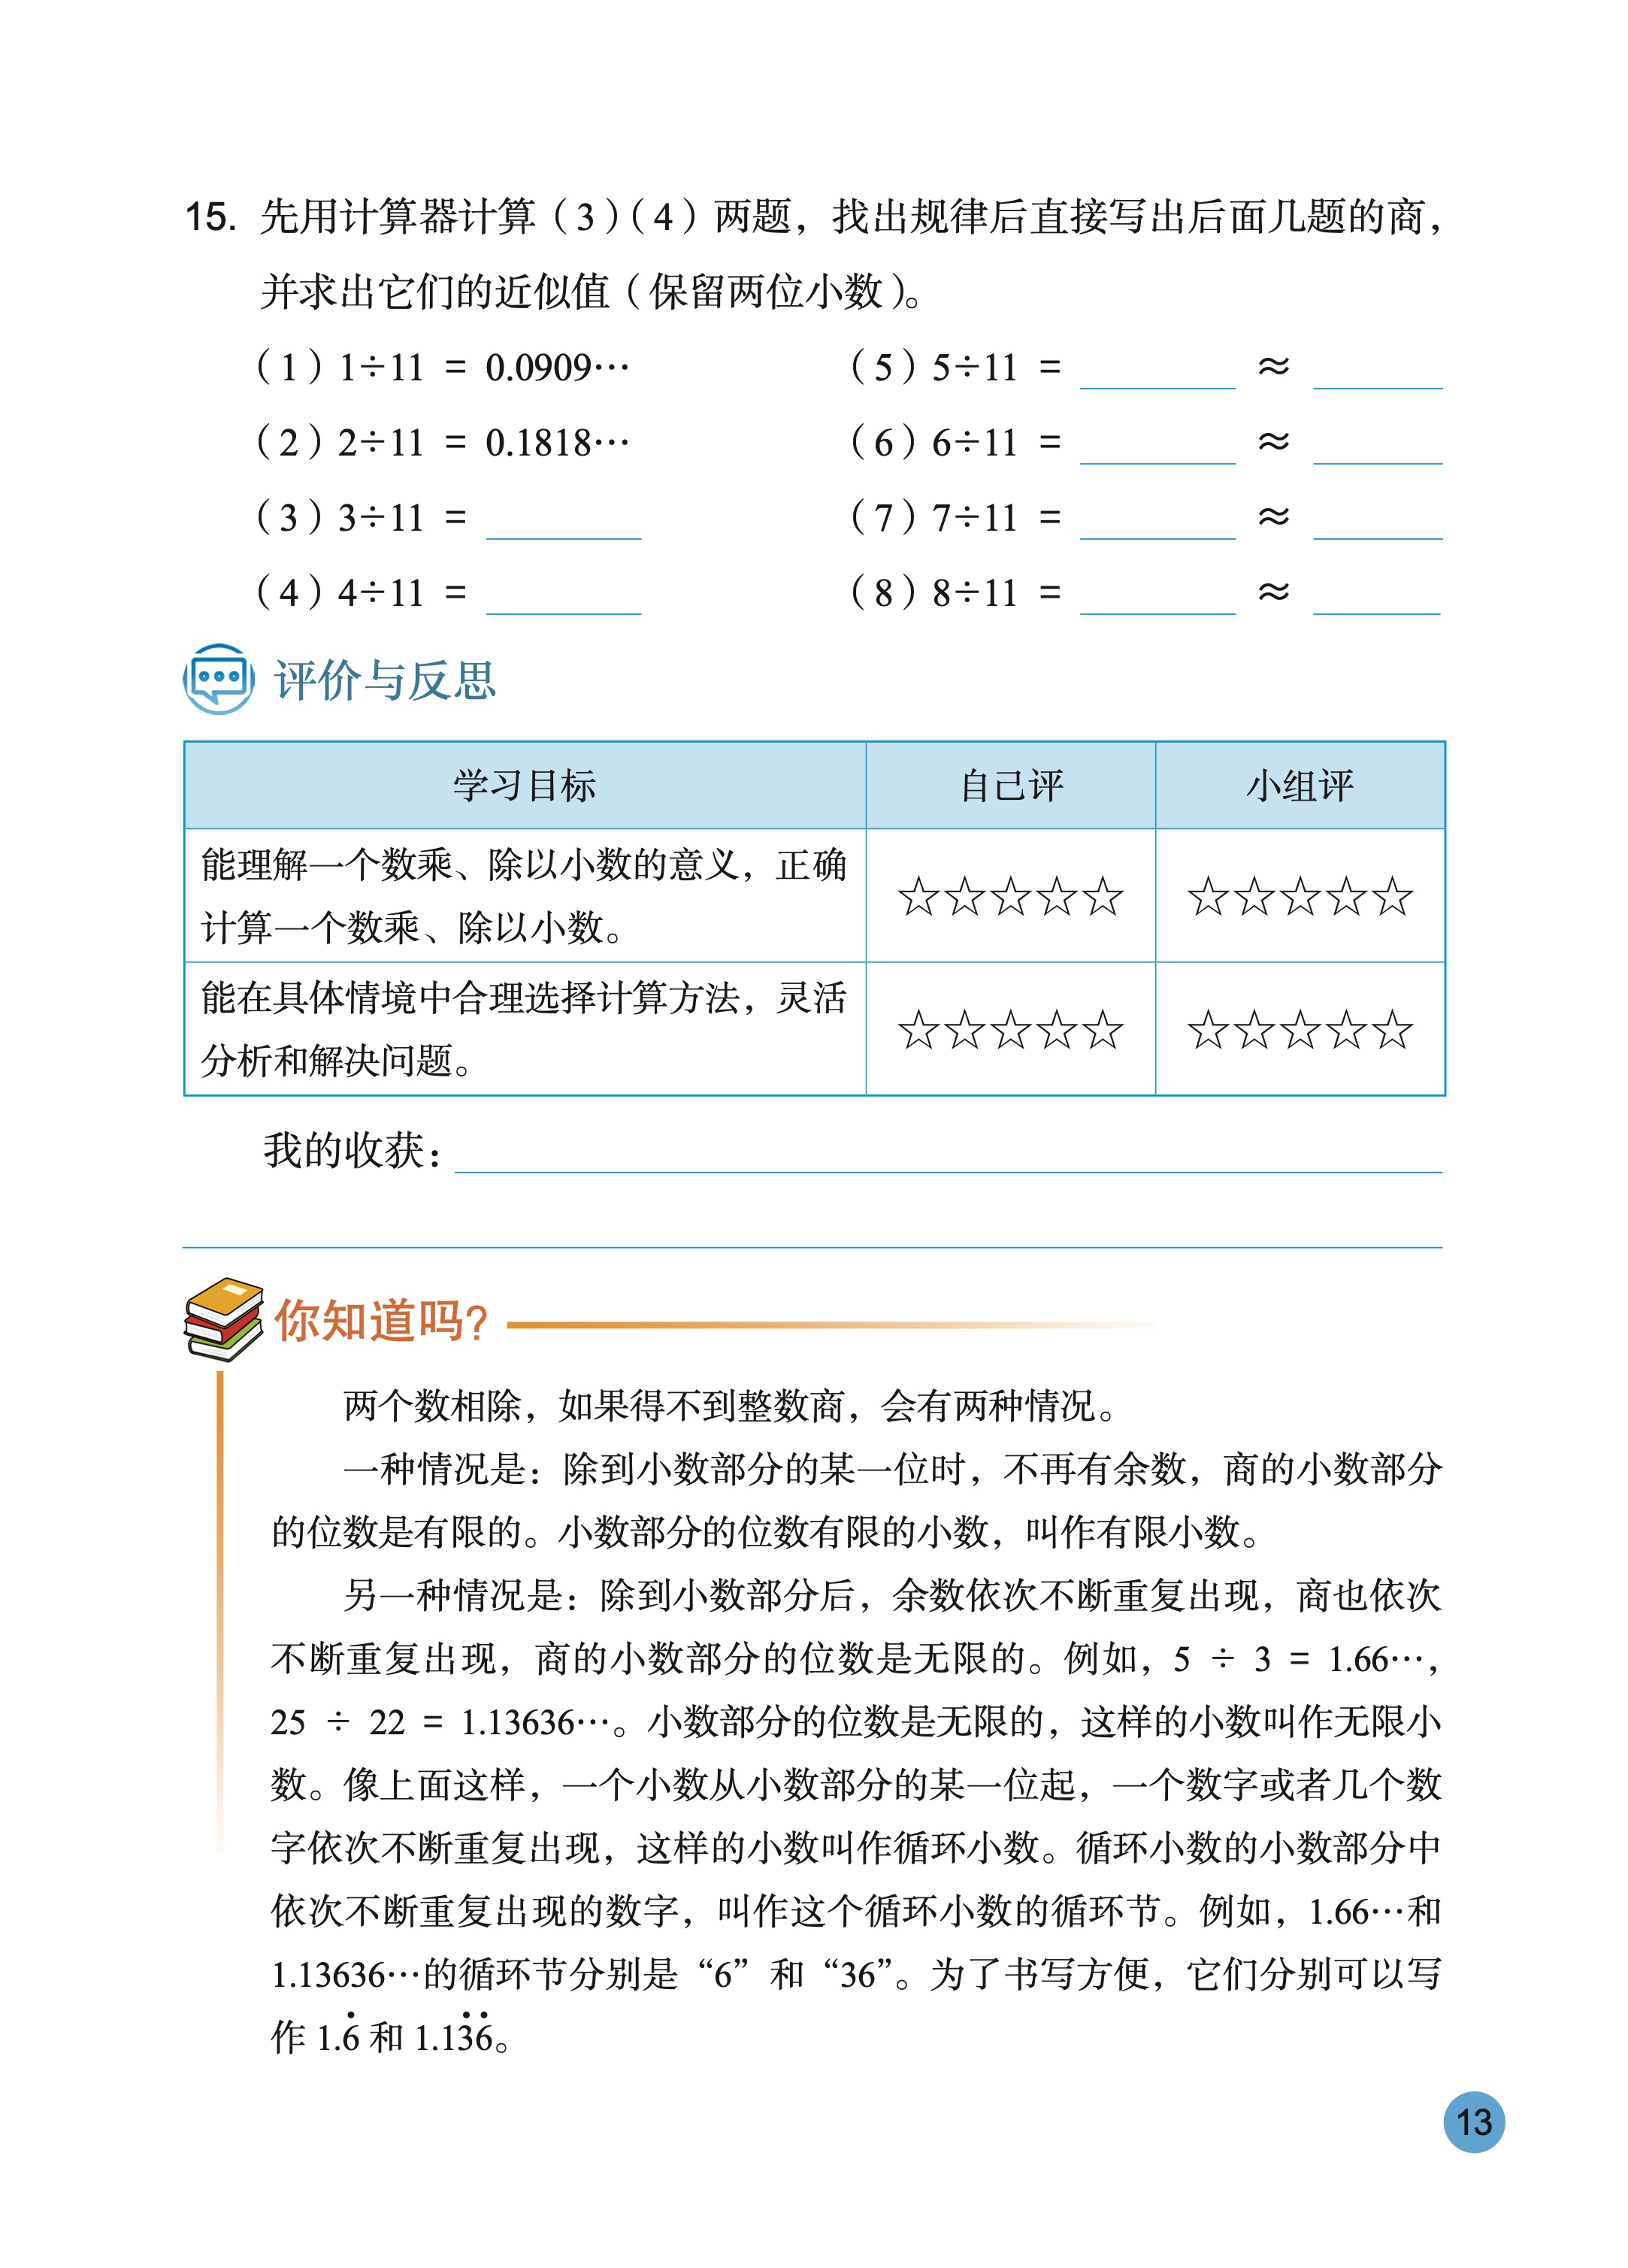 15. 先用计算器计算（3）（4）两题，找出规律后直接写出后面几题的商，
并求出它们的近似值（保留两位小数）。
（1）1÷11 = 0.0909… （5）5÷11 = ______ ≈ ______
（2）2÷11 = 0.1818… （6）6÷11 = ______ ≈ ______
（3）3÷11 = ______ （7）7÷11 = ______ ≈ ______
（4）4÷11 = ______ （8）8÷11 = ______ ≈ ______
评价与反思
学习目标 自己评 小组评
能理解一个数乘、除以小数的意义，正确
计算一个数乘、除以小数。 ☆☆☆☆☆ ☆☆☆☆☆
能在具体情境中合理选择计算方法，灵活
分析和解决问题。 ☆☆☆☆☆ ☆☆☆☆☆
我的收获：
你知道吗?
两个数相除，如果得不到整数商，会有两种情况。
一种情况是：除到小数部分的某一位时，不再有余数，商的小数部分
的位数是有限的。小数部分的位数有限的小数，叫作有限小数。
另一种情况是：除到小数部分后，余数依次不断重复出现，商也依次
不断重复出现，商的小数部分的位数是无限的。例如，5 ÷ 3 = 1.66…，
25 ÷ 22 = 1.13636…。小数部分的位数是无限的，这样的小数叫作无限小
数。像上面这样，一个小数从小数部分的某一位起，一个数字或者几个数
字依次不断重复出现，这样的小数叫作循环小数。循环小数的小数部分中
依次不断重复出现的数字，叫作这个循环小数的循环节。例如，1.66…和
1.13636…的循环节分别是“6”和“36”。为了书写方便，它们分别可以写
作 1.6̇ 和 1.13̇6̇。
13